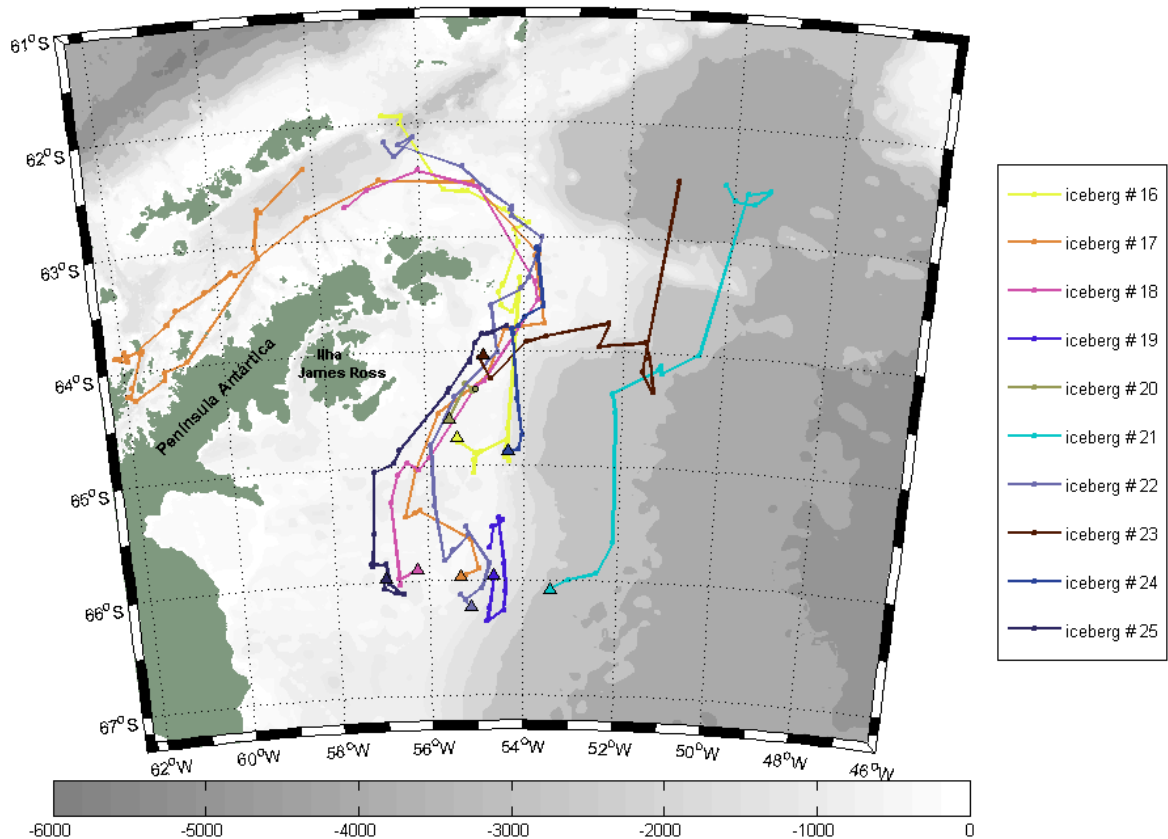 61°S
62°S
63°S
64°S
65°S
66°S
67°S
Ilha
James Ross
Península Antártica
62°W
60°W
58°W
56°W
54°W
52°W
50°W
48°W
46°W
iceberg # 16
iceberg # 17
iceberg # 18
iceberg # 19
iceberg # 20
iceberg # 21
iceberg # 22
iceberg # 23
iceberg # 24
iceberg # 25
-6000
-5000
-4000
-3000
-2000
-1000
0